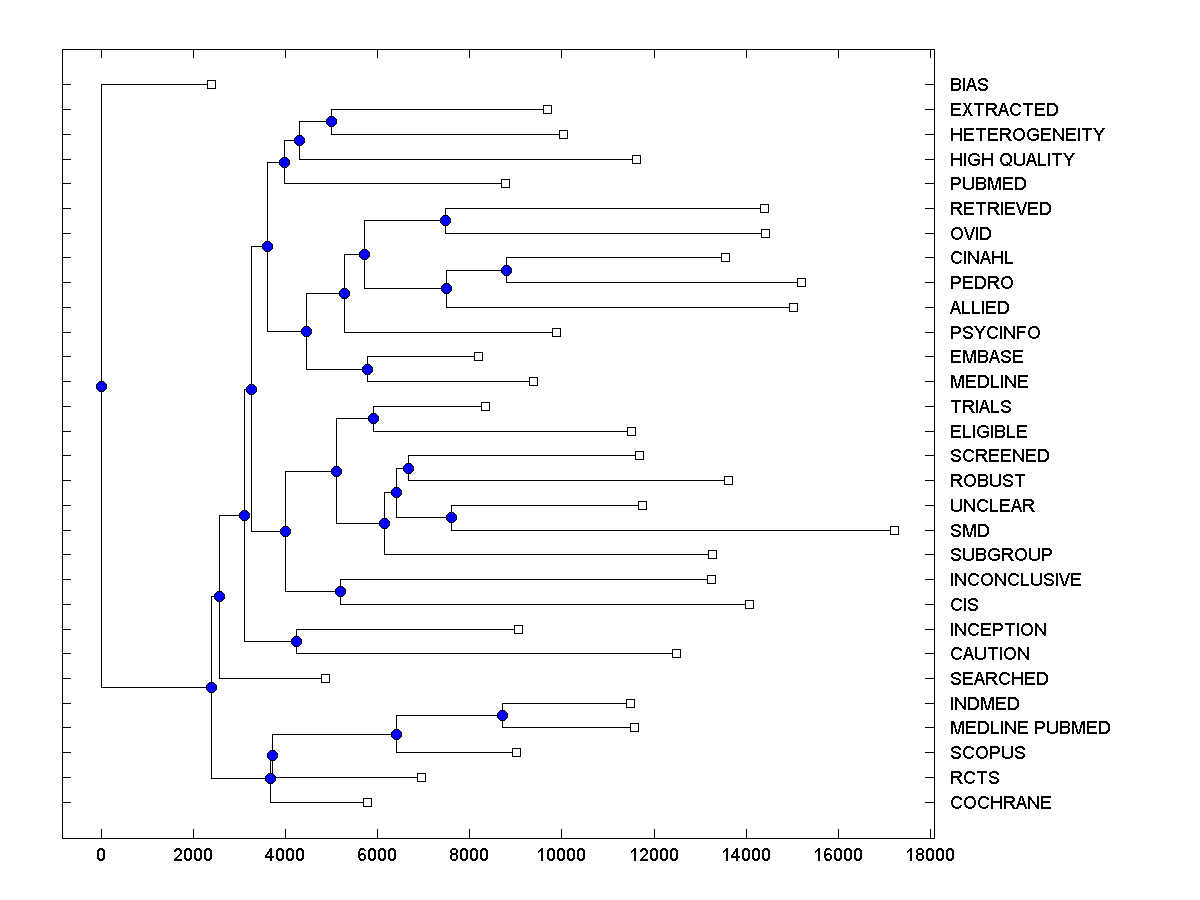 BIAS
EXTRACTED
HETEROGENEITY
HIGH QUALITY
PUBMED
RETRIEVED
OVID
CINAHL
PEDRO
ALLIED
PSYCINFO
EMBASE
MEDLINE
TRIALS
ELIGIBLE
SCREENED
ROBUST
UNCLEAR
SMD
SUBGROUP
INCONCLUSIVE
CIS
INCEPTION
CAUTION
SEARCHED
INDMED
MEDLINE PUBMED
SCOPUS
RCTS
COCHRANE
0 2000 4000 6000 8000 10000 12000 14000 16000 18000